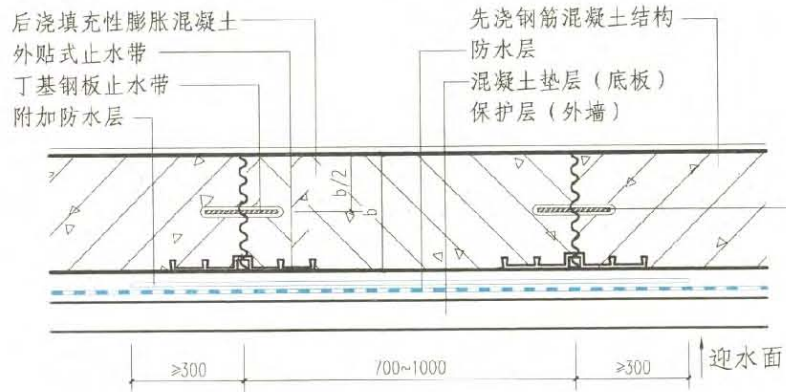 后浇填充性膨胀混凝土
外贴式止水带
丁基钢板止水带
附加防水层
先浇钢筋混凝土结构
防水层
混凝土垫层（底板）
保护层（外墙）
b/2
b
≥300
700~1000
≥300
迎水面